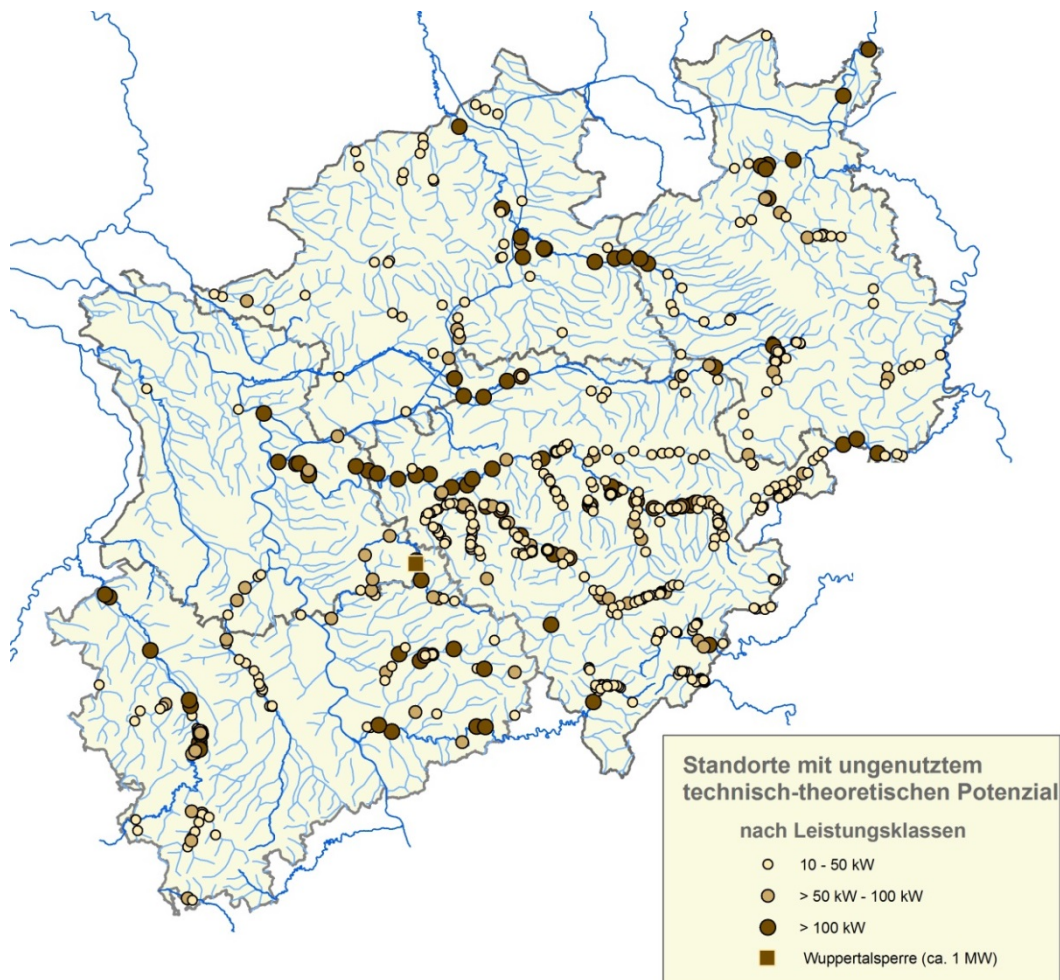 Standorte mit ungenutztem
technisch-theoretischen Potenzial
nach Leistungsklassen
10 - 50 kW
> 50 kW - 100 kW
> 100 kW
Wuppertalsperre (ca. 1 MW)